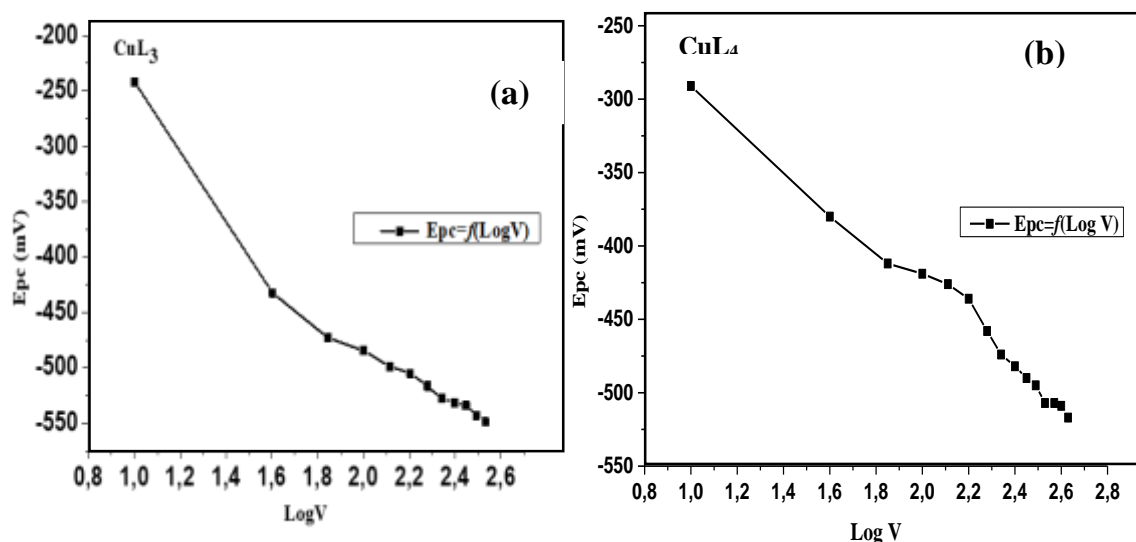 CuL3
(a)
-200
-250
-300
-350
-400
-450
-500
-550
Epc (mV)
Epc=f(LogV)
0,8 1,0 1,2 1,4 1,6 1,8 2,0 2,2 2,4 2,6
LogV
CuL4
(b)
-250
-300
-350
-400
-450
-500
-550
Epc (mV)
Epc=f(Log V)
0,8 1,0 1,2 1,4 1,6 1,8 2,0 2,2 2,4 2,6 2,8
Log V